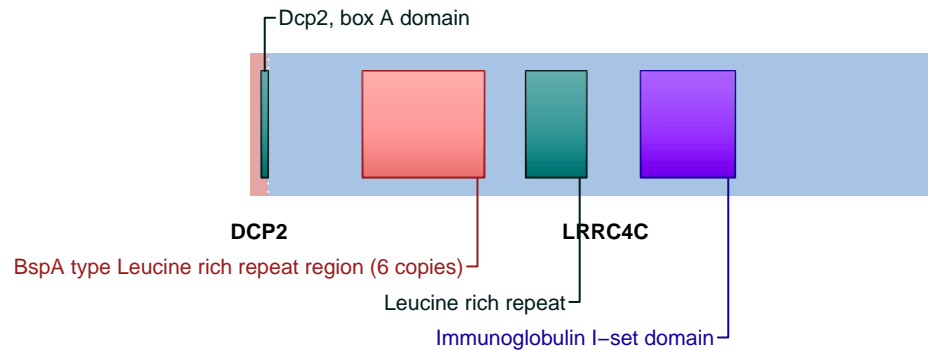 Dcp2, box A domain
DCP2
LRRC4C
BspA type Leucine rich repeat region (6 copies)
Leucine rich repeat
Immunoglobulin I−set domain